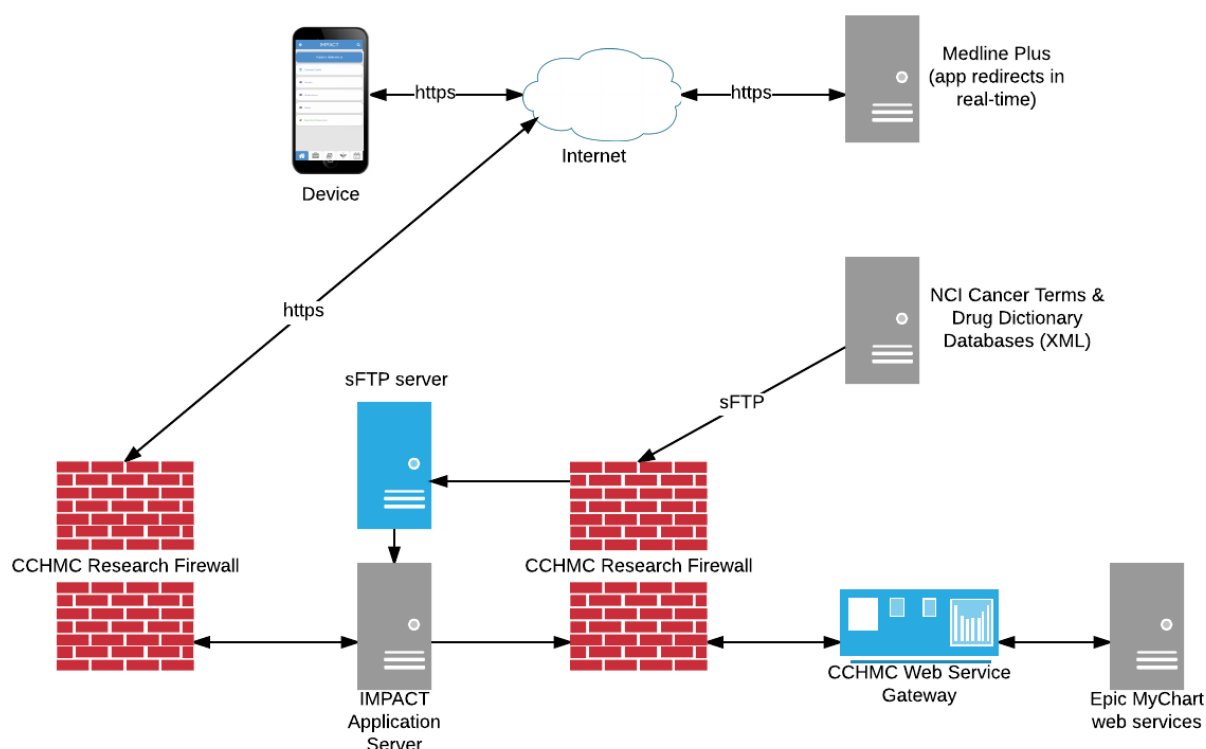 IMPACT
https
https
Medline Plus
(app redirects in
real-time)
Internet
Device
https
NCI Cancer Terms &
Drug Dictionary
Databases (XML)
sFTP server
sFTP
CCHMC Research Firewall
CCHMC Research Firewall
CCHMC Web Service
Gateway
IMPACT
Application
Server
Epic MyChart
web services